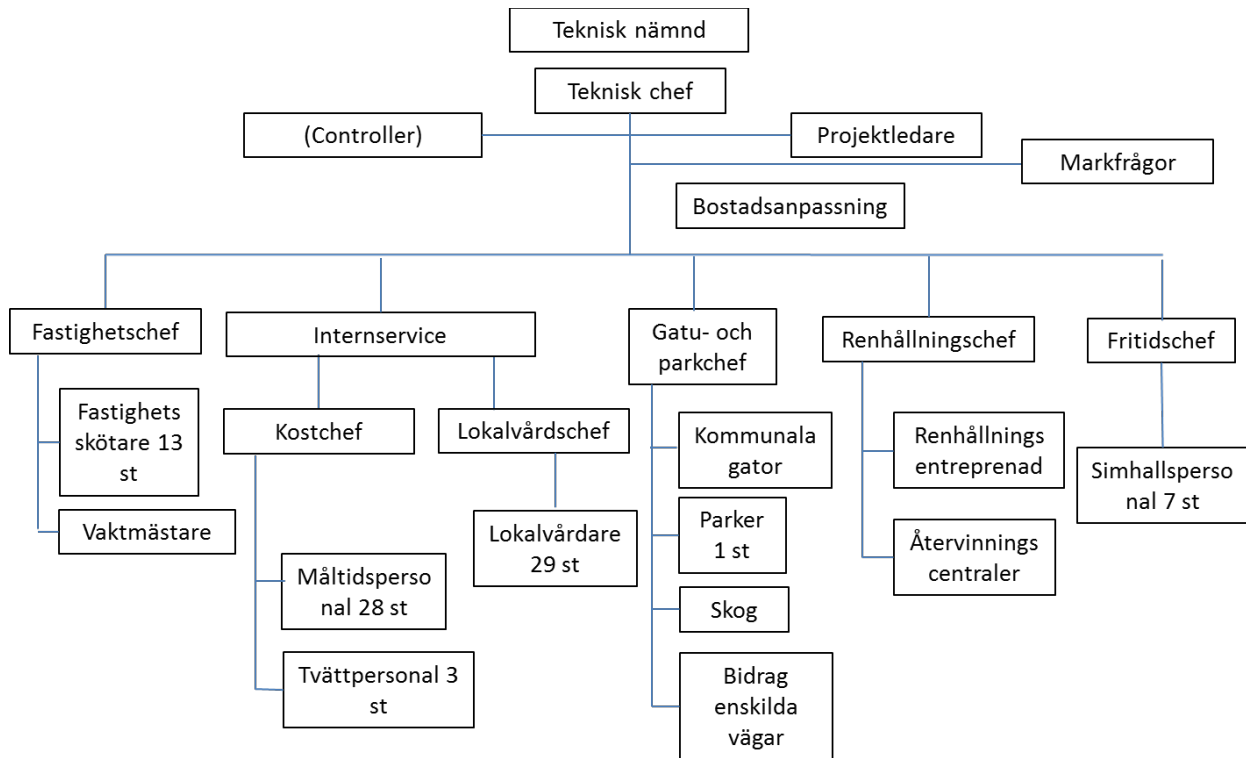 Teknisk nämnd
Teknisk chef
(Controller)
Projektledare
Markfrågor
Bostadsanpassning
Fastighetschef
Internservice
Gatu- och
parkchef
Renhållningschef
Fritidschef
Fastighets
skötare 13
st
Vaktmästare
Kostchef
Lokalvårdschef
Måltidsperso
nal 28 st
Tvättpersonal 3
st
Lokalvårdare
29 st
Kommunala
gator
Parker
1 st
Skog
Bidrag
enskilda
vägar
Renhållnings
entreprenad
Återvinnings
centraler
Simhallsperso
nal 7 st